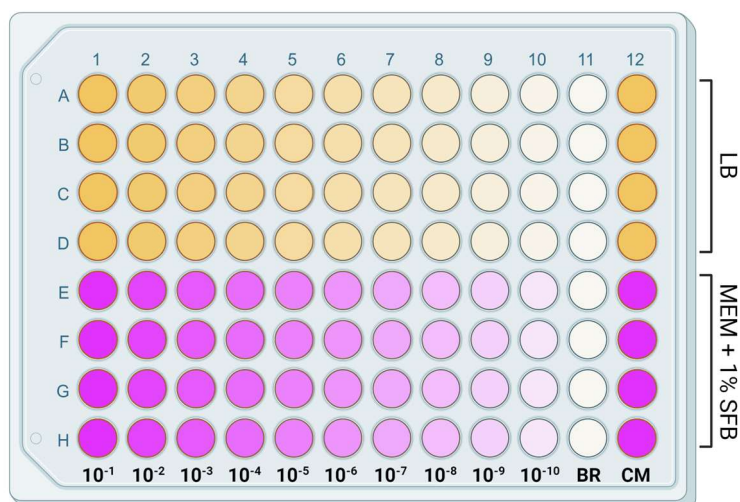 1 2 3 4 5 6 7 8 9 10 11 12
A
B
C
D
E
F
G
H
LB
MEM + 1% SFB
10⁻¹ 10⁻² 10⁻³ 10⁻⁴ 10⁻⁵ 10⁻⁶ 10⁻⁷ 10⁻⁸ 10⁻⁹ 10⁻¹⁰ BR CM